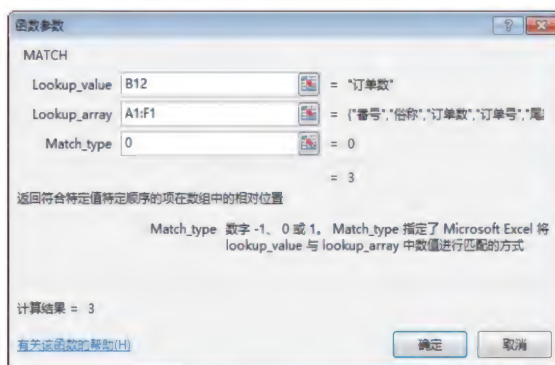 函数参数
MATCH
Lookup_value B12 = "订单数"
Lookup_array A1:F1 = {"番号","俗称","订单数","订单号","尾
Match_type 0 = 0
= 3
返回符合特定值特定顺序的项在数组中的相对位置
Match_type 数字 -1、 0 或 1。 Match_type 指定了 Microsoft Excel 将
lookup_value 与 lookup_array 中数值进行匹配的方式
计算结果 = 3
有关该函数的帮助(H) 确定 取消